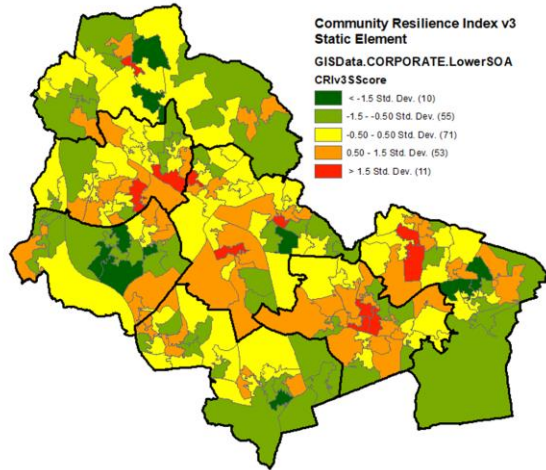 Community Resilience Index v3
Static Element
GISData.CORPORATE.LowerSOA
CRIv3SScore
< -1.5 Std. Dev. (10)
-1.5 - -0.50 Std. Dev. (55)
-0.50 - 0.50 Std. Dev. (71)
0.50 - 1.5 Std. Dev. (53)
> 1.5 Std. Dev. (11)